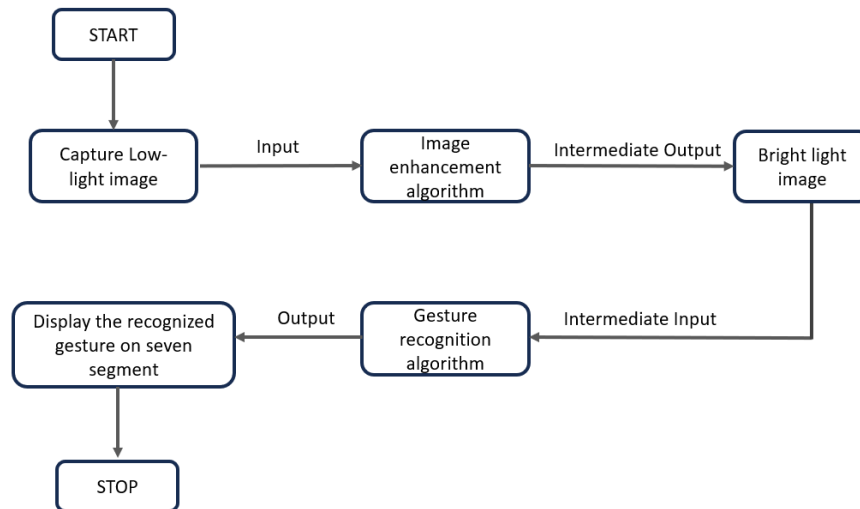 START
Capture Low-
light image
Input
Image
enhancement
algorithm
Intermediate Output
Bright light
image
Intermediate Input
Gesture
recognition
algorithm
Output
Display the recognized
gesture on seven
segment
STOP